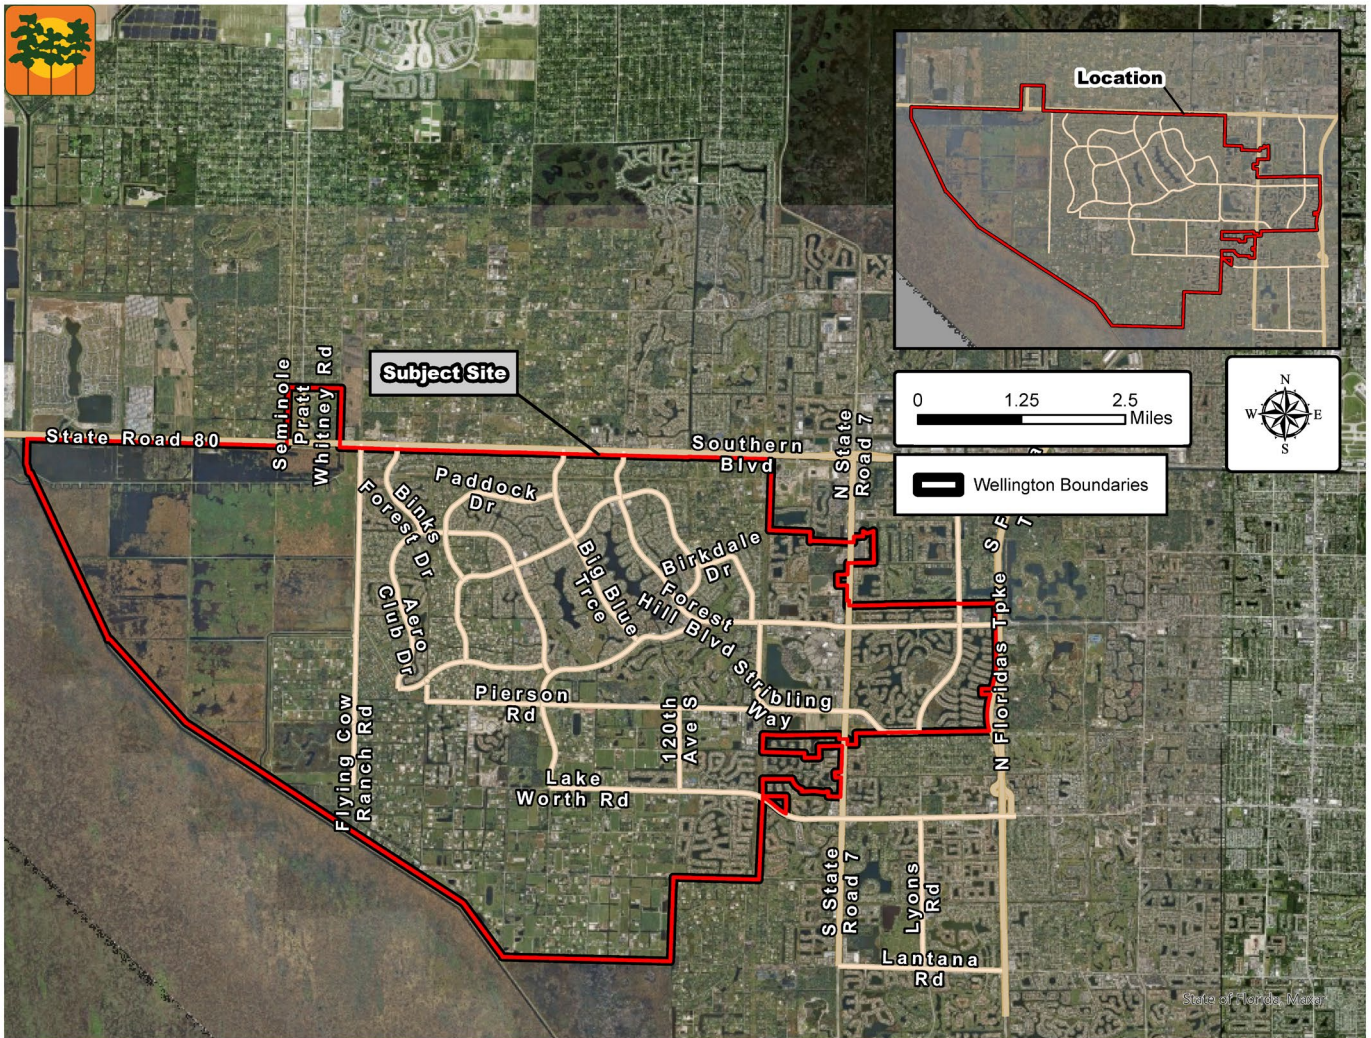 Location
Subject Site
0 1.25 2.5
Miles
N
W E
S
Wellington Boundaries
Seminole
Pratt
Whitney Rd
State Road 80
Southern
Blvd
N State
Road 7
Paddock
Dr
Binks
Forest Dr
Birkdale
Dr
Big Blue
Trce
Forest
Hill Blvd
Aero
Club Dr
Stribling
Way
Pierson
Rd
120th
Ave S
Flying Cow
Ranch Rd
Lake
Worth Rd
N Floridas Tpke
S State
Road 7
Lyons
Rd
Lantana
Rd
State of Florida, Maxar